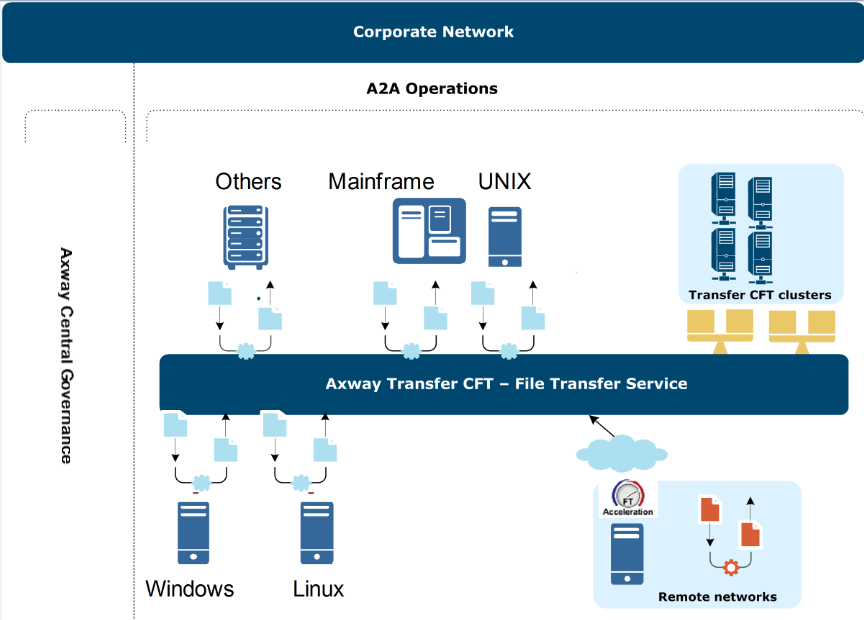 Corporate Network
A2A Operations
Others
Mainframe
UNIX
Transfer CFT clusters
Axway Central Governance
Axway Transfer CFT – File Transfer Service
FT
Acceleration
Windows
Linux
Remote networks